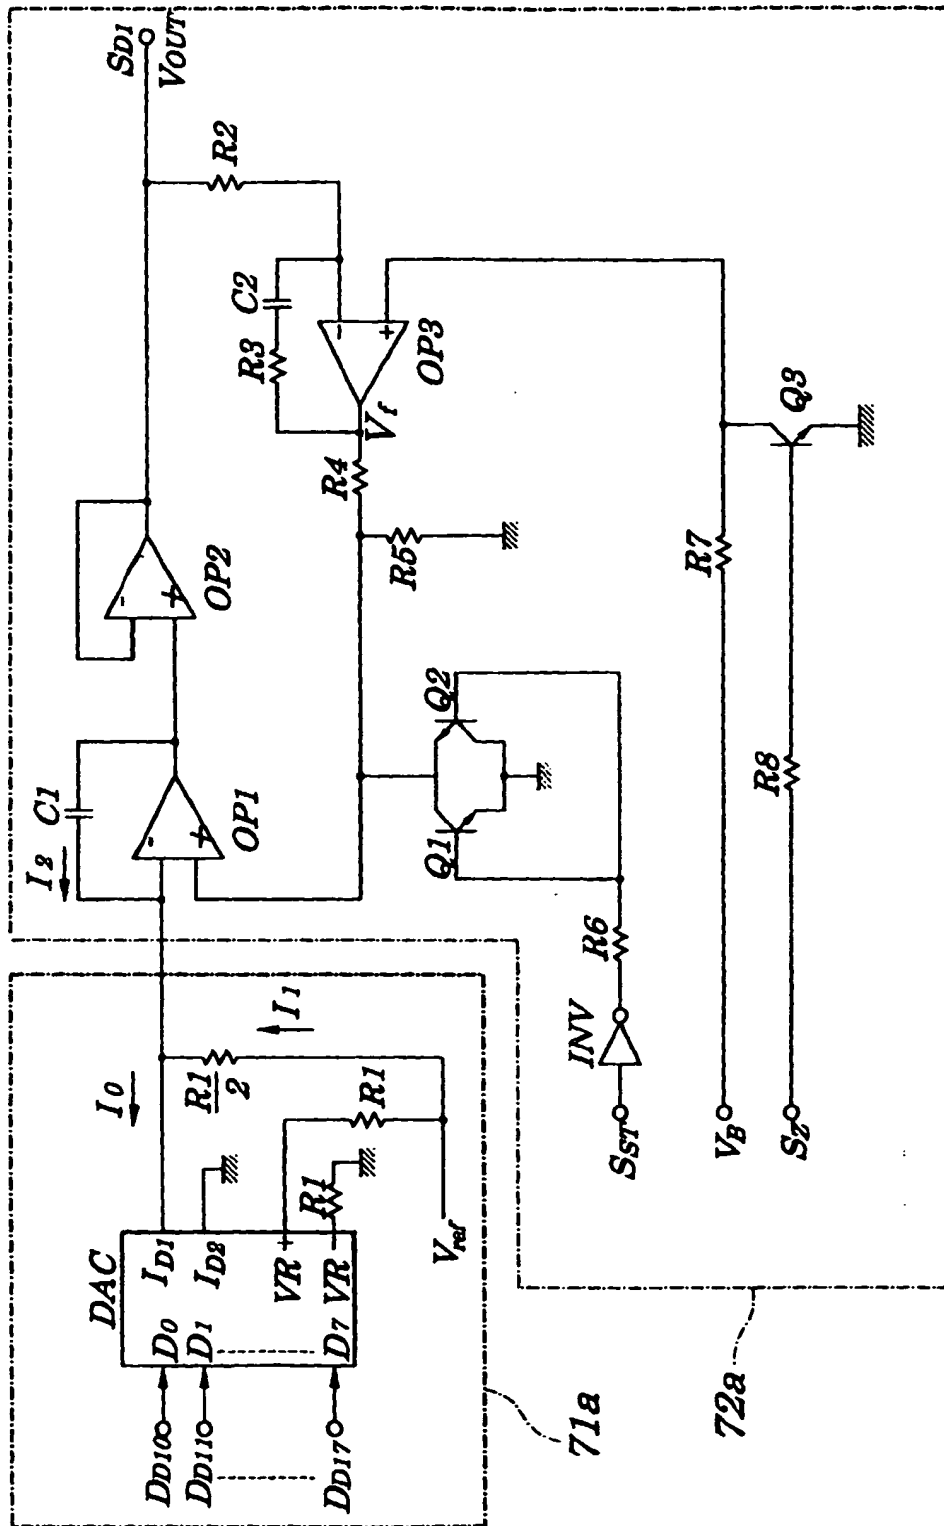 DAC
DD10 D0 ID1
DD11 D1 ID2
VR +
DD17 D7 VR −
R1
R1
Vref
I0
R1
2
I1
71a
I2
C1
-
+
OP1
-
+
OP2
SD1
VOUT
R2
C2
R3
-
+
OP3
Vf
R4
R5
Q1
Q2
SST
INV
R6
VB
R7
SZ
R8
Q3
72a